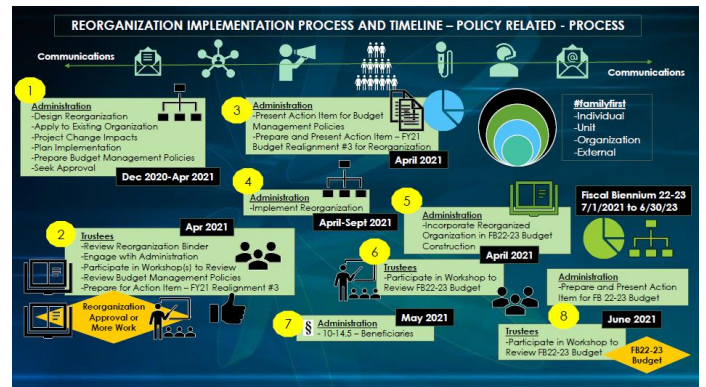 REORGANIZATION IMPLEMENTATION PROCESS AND TIMELINE – POLICY RELATED - PROCESS
Communications
Communications
1
Administration
-Design Reorganization
-Apply to Existing Organization
-Project Change Impacts
-Plan Implementation
-Prepare Budget Management Policies
-Seek Approval
Dec 2020-Apr 2021
3
Administration
-Present Action Item for Budget
Management Policies
-Prepare and Present Action Item – FY21
Budget Realignment #3 for Reorganization
April 2021
#familyfirst
-Individual
-Unit
-Organization
-External
4
Administration
-Implement Reorganization
April-Sept 2021
5
Administration
-Incorporate Reorganized
Organization in FB22-23 Budget
Construction
April 2021
Fiscal Biennium 22-23
7/1/2021 to 6/30/23
2
Apr 2021
Trustees
-Review Reorganization Binder
-Engage with Administration
-Participate in Workshop(s) to Review
-Review Budget Management Policies
-Prepare for Action Item – FY21 Realignment #3
Reorganization
Approval or
More Work
6
Trustees
-Participate in Workshop to
Review FB22-23 Budget
May 2021
7
§
Administration
- 10-14.5 – Beneficiaries
Administration
-Prepare and Present Action
Item for FB 22-23 Budget
June 2021
8
Trustees
-Participate in Workshop to
Review FB22-23 Budget
FB22-23
Budget